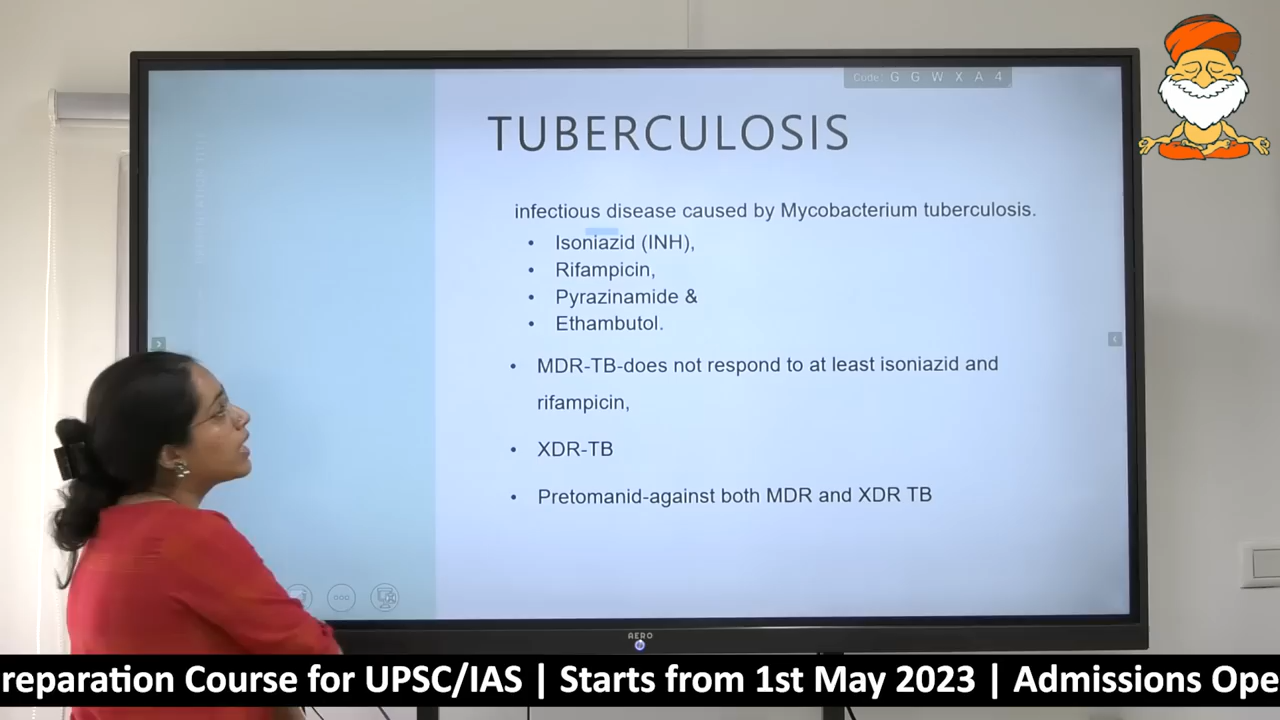 Code: G G W X A 4
TUBERCULOSIS
infectious disease caused by Mycobacterium tuberculosis.
• Isoniazid (INH),
• Rifampicin,
• Pyrazinamide &
• Ethambutol.
• MDR-TB-does not respond to at least isoniazid and
rifampicin,
• XDR-TB
• Pretomanid-against both MDR and XDR TB
AERO
reparation Course for UPSC/IAS | Starts from 1st May 2023 | Admissions Ope